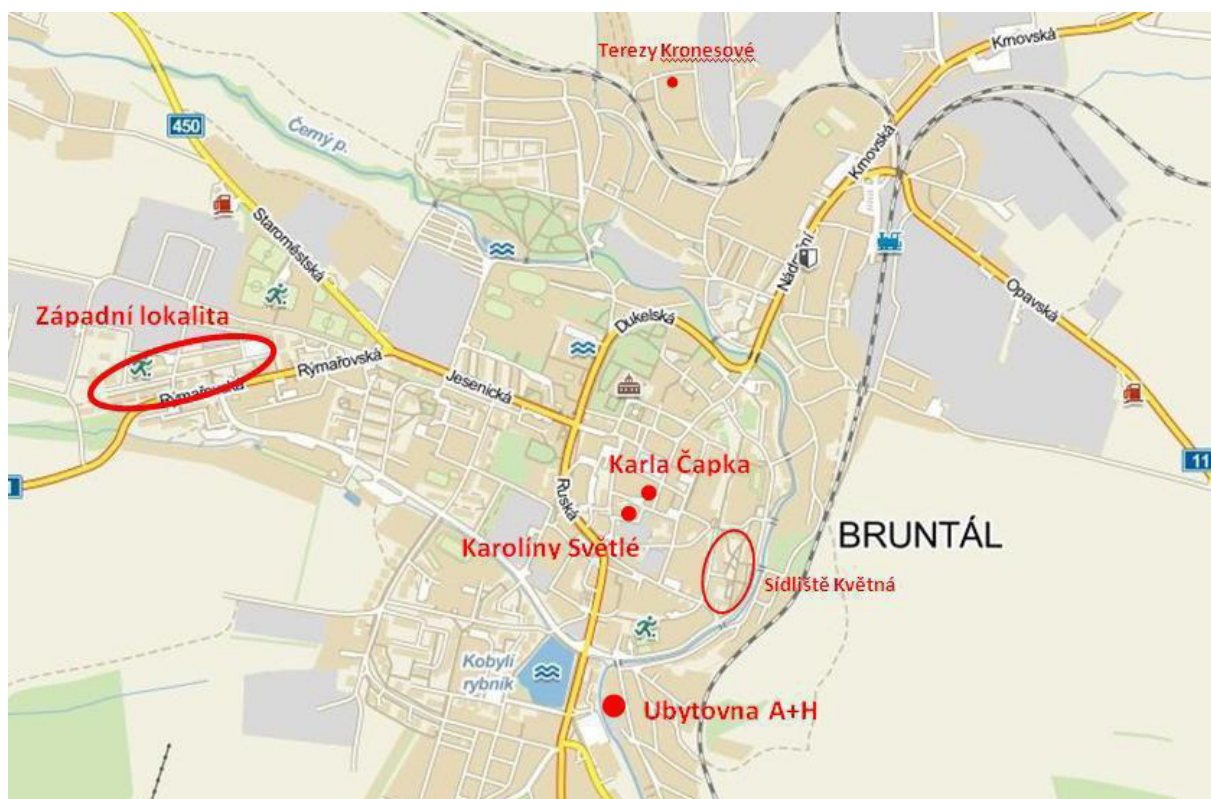 Terezy Kronesové
Krnovská
450
Černý p.
Krnovská
Staroměstská
Nádražní
Opavská
Západní lokalita
Dukelská
Rýmařovská
Rýmařovská
Jesenická
Karla Čapka
11
Ruská
Karolíny Světlé
BRUNTÁL
Sídliště Květná
Kobylí
rybník
Ubytovna A+H